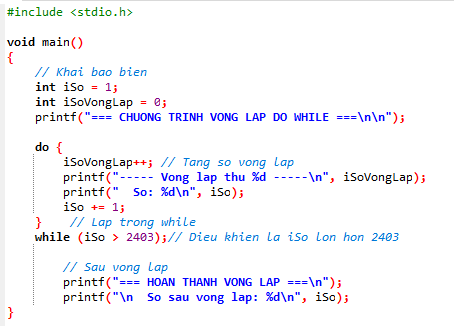 #include <stdio.h>
void main()
{
// Khai bao bien
int iSo = 1;
int iSoVongLap = 0;
printf("=== CHUONG TRINH VONG LAP DO WHILE ===\n\n");
do {
iSoVongLap++; // Tang so vong lap
printf("----- Vong lap thu %d -----\n", iSoVongLap);
printf("  So: %d\n", iSo);
iSo += 1;
}    // Lap trong while
while (iSo > 2403);// Dieu khien la iSo lon hon 2403
// Sau vong lap
printf("=== HOAN THANH VONG LAP ===\n");
printf("\n  So sau vong lap: %d\n", iSo);
}